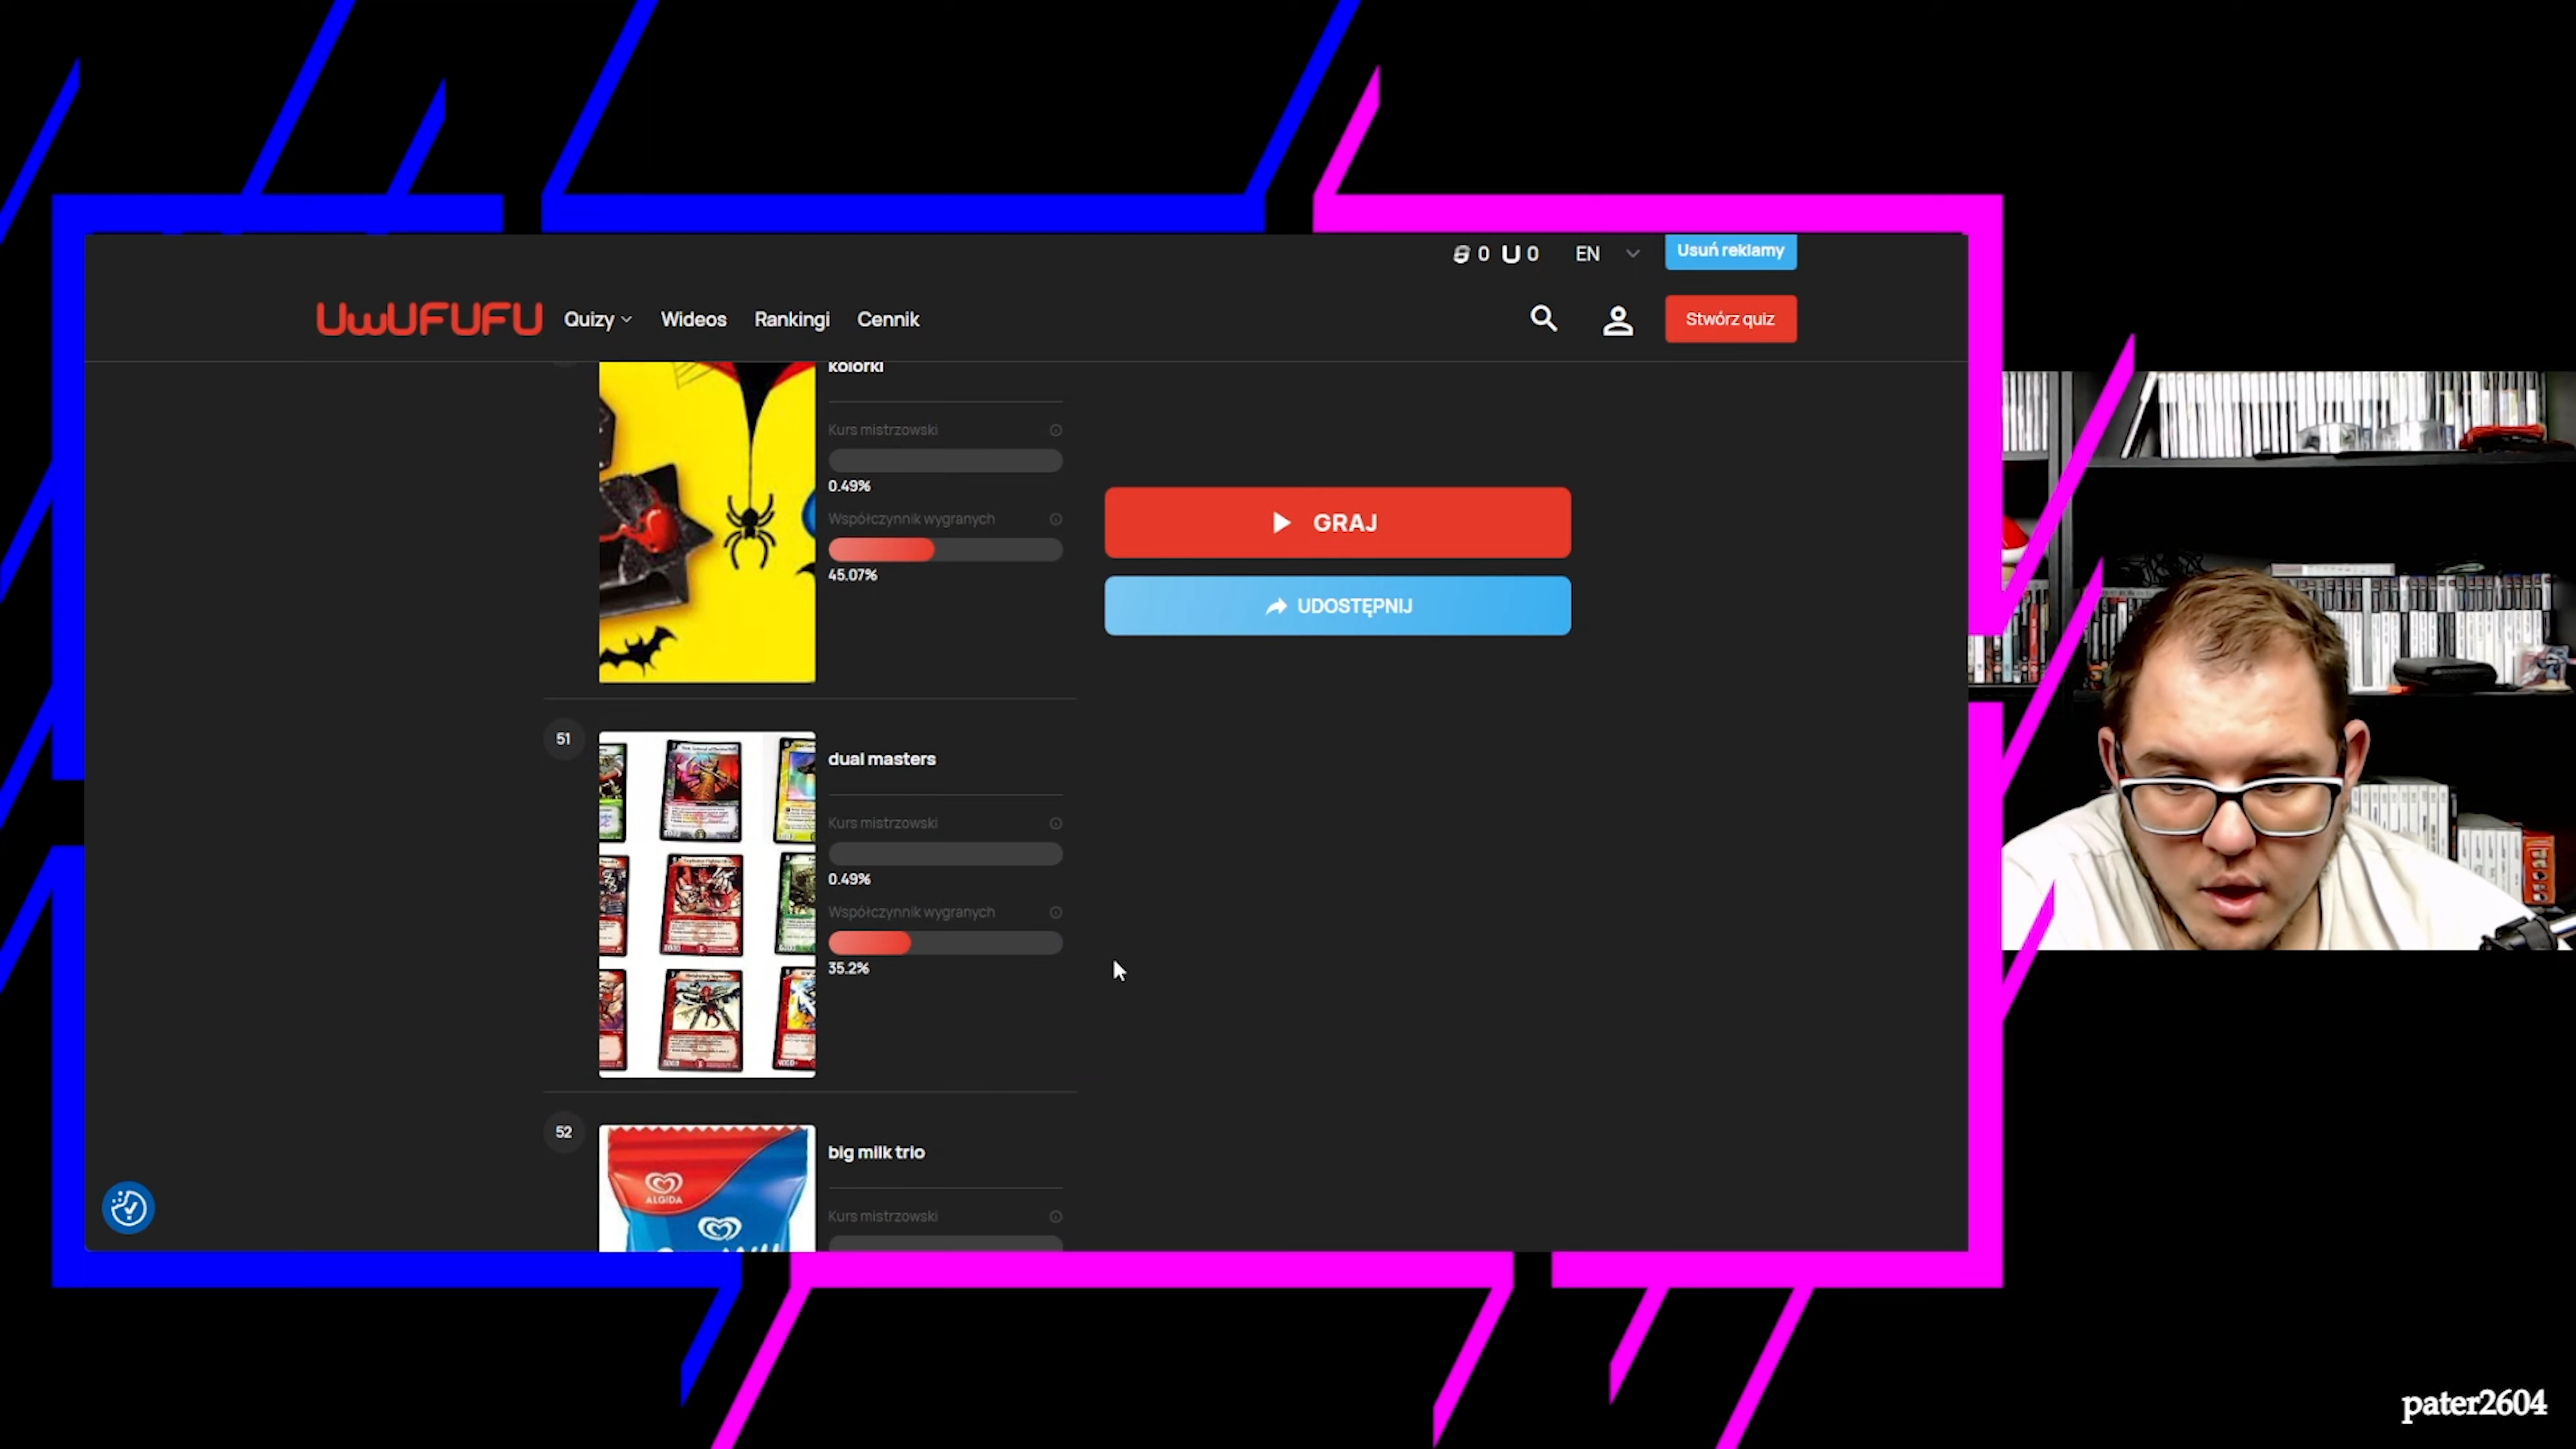 0 U 0 EN Usuń reklamy
UwUFUFU Quizy Wideos Rankingi Cennik Stwórz quiz
kolorki
Kurs mistrzowski
0.49%
Współczynnik wygranych
45.07%
GRAJ
UDOSTĘPNIJ
51
dual masters
Kurs mistrzowski
0.49%
Współczynnik wygranych
35.2%
52
big milk trio
ALGIDA
Kurs mistrzowski
pater2604